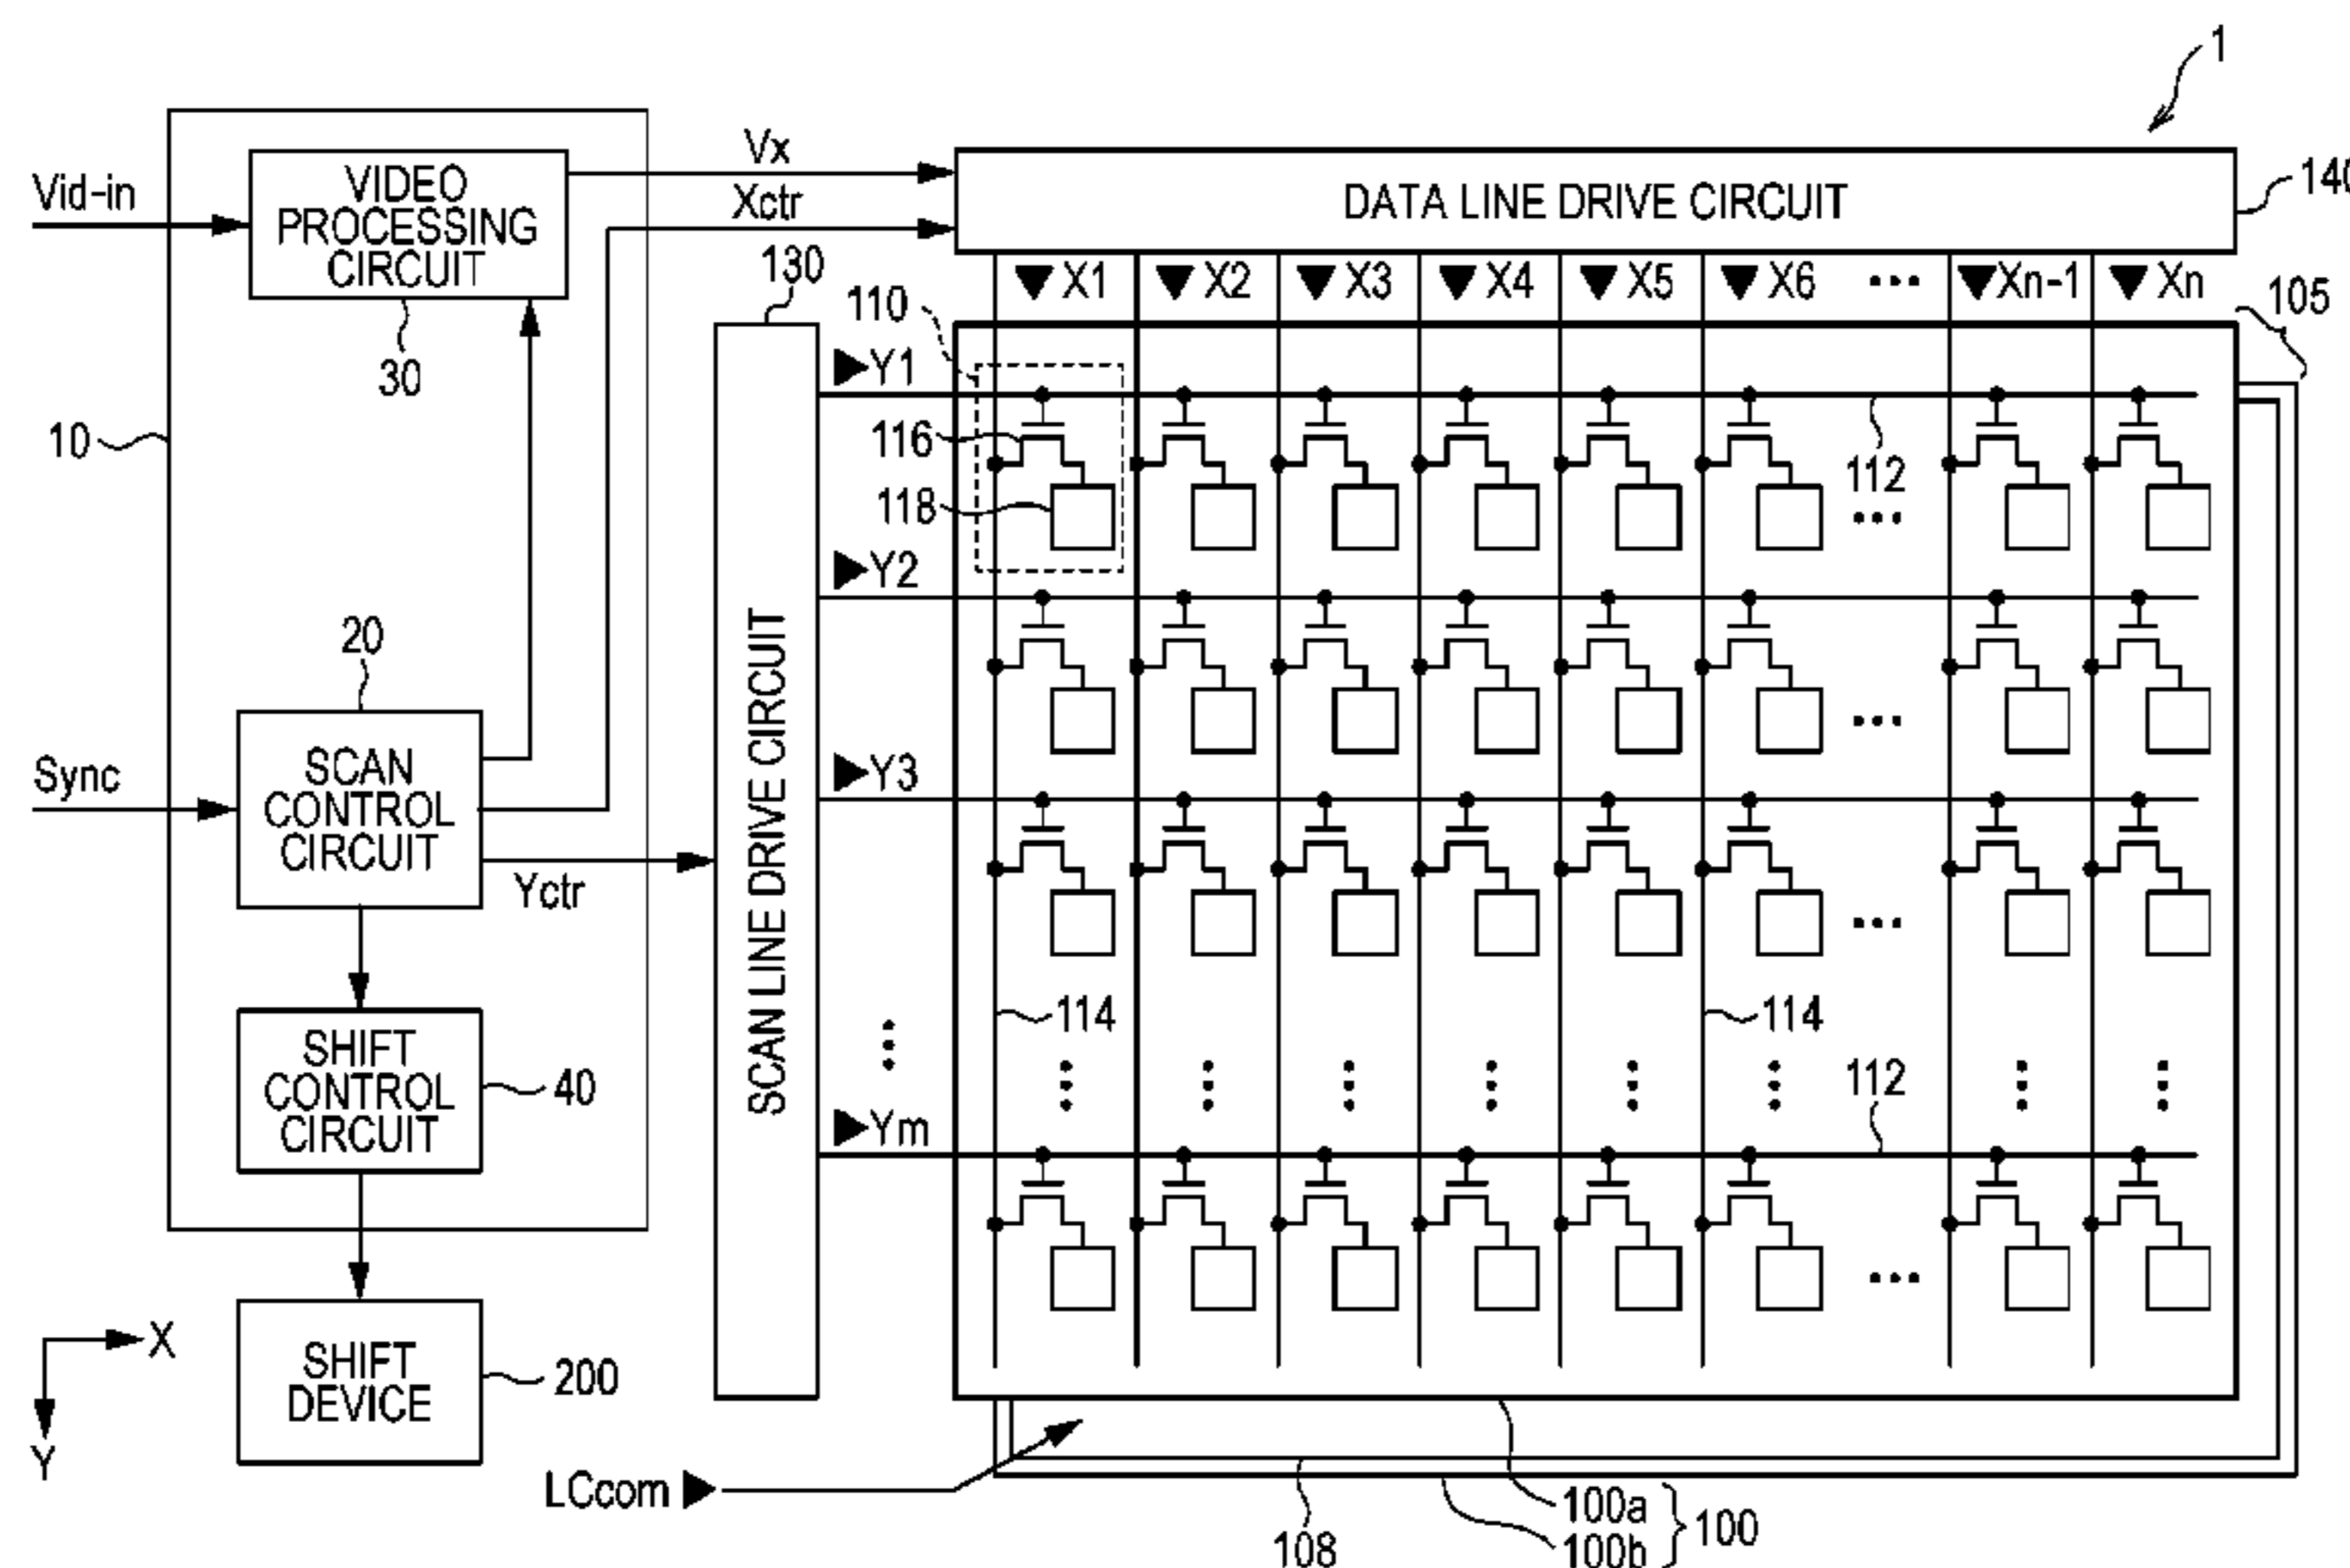 1
Vid-in
VIDEO
PROCESSING
CIRCUIT
30
Vx
Xctr
DATA LINE DRIVE CIRCUIT
140
130
110
X1 X2 X3 X4 X5 X6 ... Xn-1 Xn
105
10
Y1
116
118
112
...
Y2
20
Sync
SCAN
CONTROL
CIRCUIT
Yctr
SCAN LINE DRIVE CIRCUIT
...
Y3
...
114
114
SHIFT
CONTROL
CIRCUIT
40
112
Ym
...
X
Y
SHIFT
DEVICE
200
LCcom
108
100a
100b
100